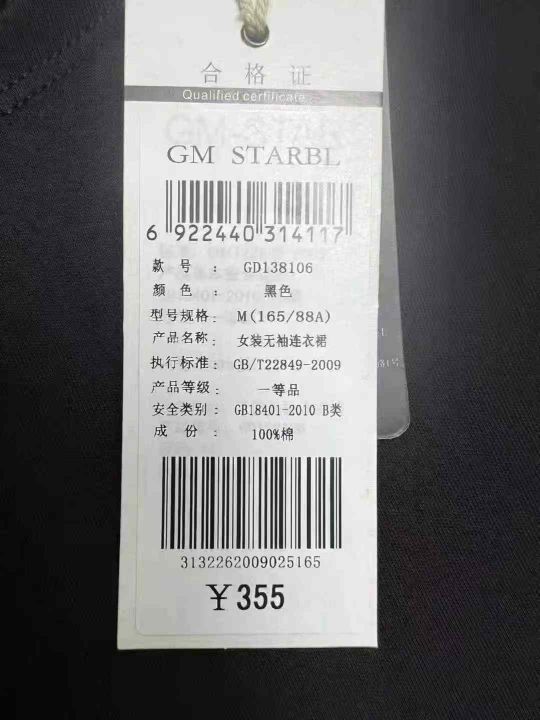 合格证
Qualified certificate
GM STARBL
6 922440 314117
款 号： GD138106
颜 色： 黑色
型号规格： M(165/88A)
产品名称： 女装无袖连衣裙
执行标准： GB/T22849-2009
产品等级： 一等品
安全类别： GB18401-2010 B类
成 份： 100%棉
3132262009025165
￥355